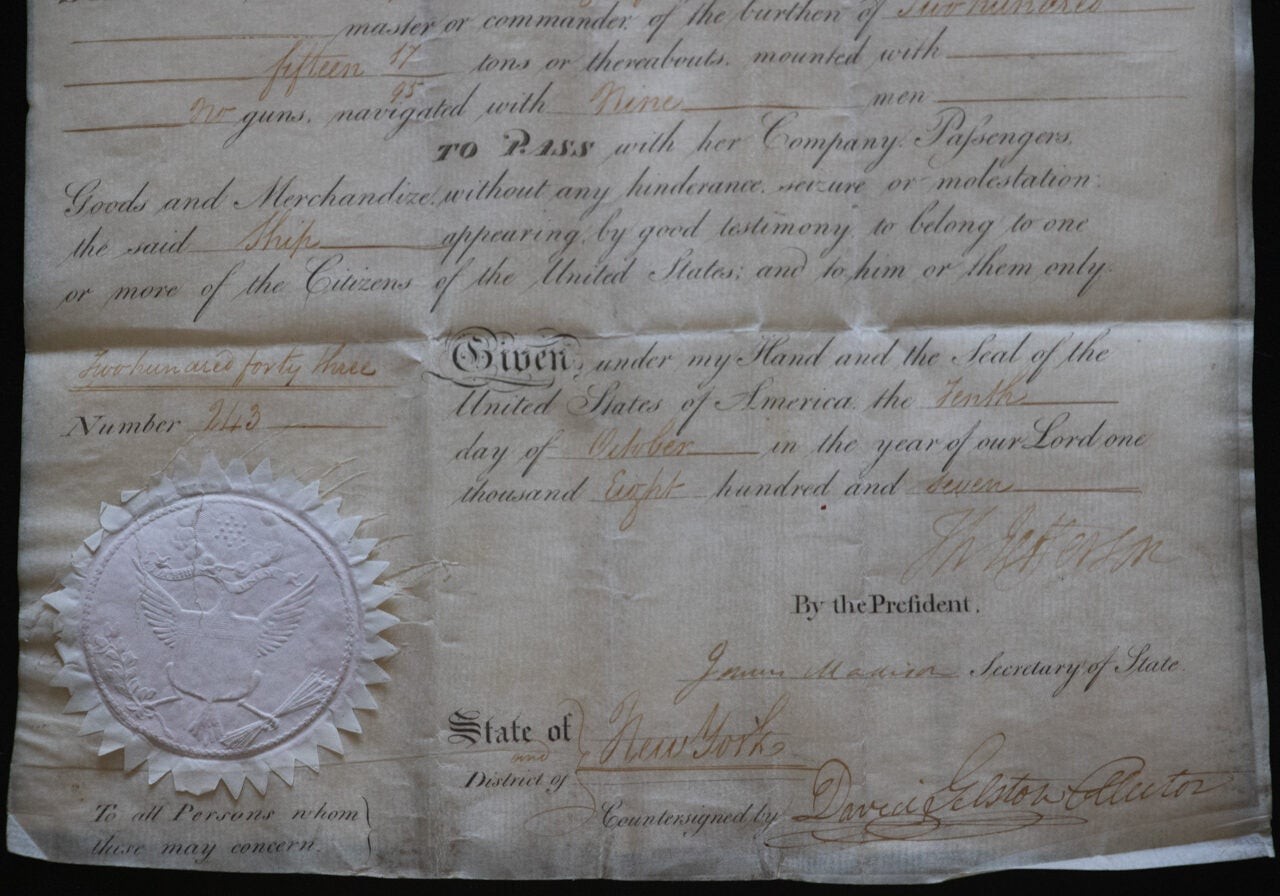 master or commander, of the burthen of Two hundred
fifteen 17 tons or thereabouts, mounted with
95
No guns, navigated with Nine men
TO PASS with her Company, Paſsengers,
Goods and Merchandize, without any hinderance, seizure or molestation;
the said Ship appearing by good testimony to belong to one
or more of the Citizens of the United States; and to him or them only.
Two hundred forty three
Number 243
Given, under my Hand and the Seal of the
United States of America, the Tenth
day of October in the year of our Lord one
thousand Eight hundred and Seven
Th Jefferson
By the Preſident,
James Madison Secretary of State.
State of New York
and
District of
Countersigned by David Gelston Collector
To all Persons whom
these may concern.